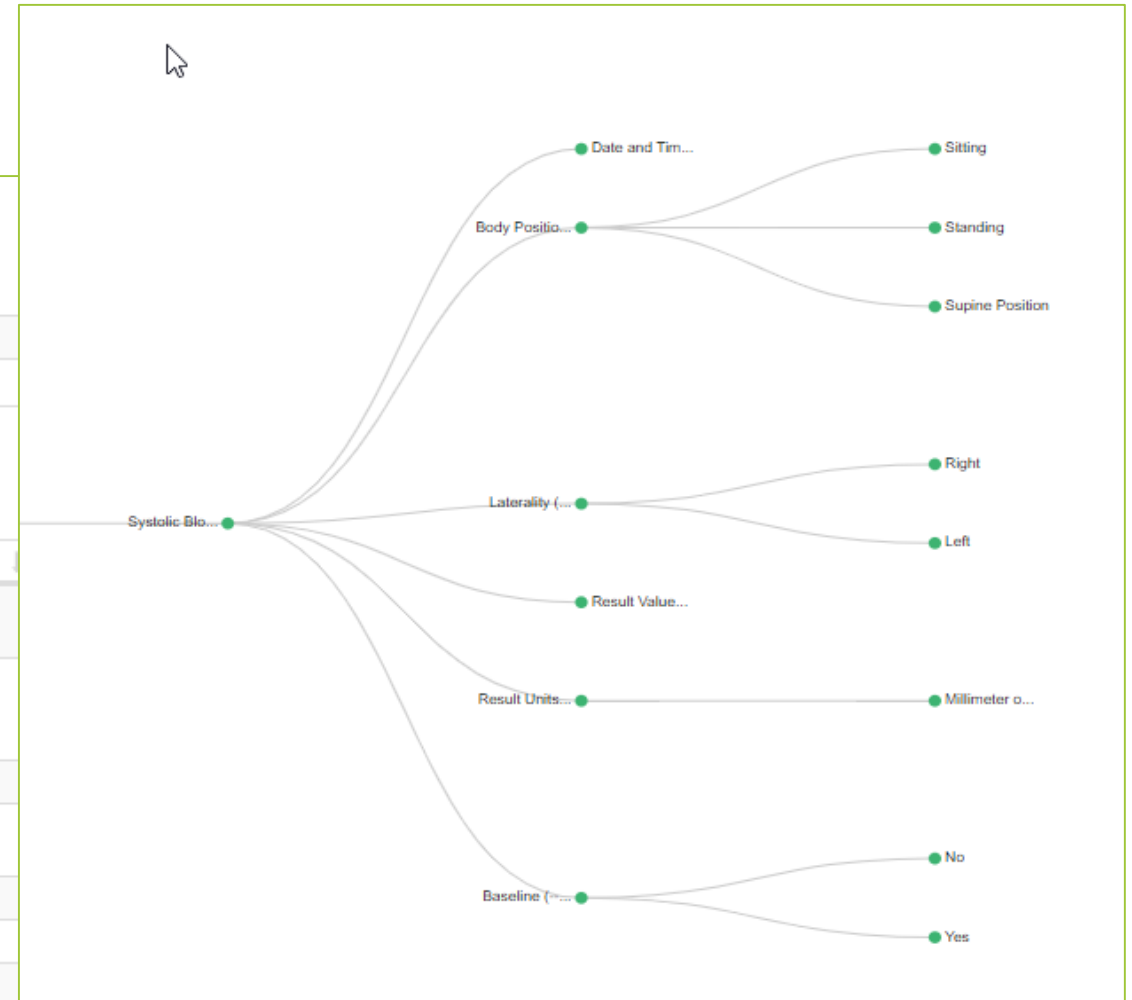 Date and Tim...
Sitting
Body Positio...
Standing
Supine Position
Right
Laterality (...
Systolic Blo...
Left
Result Value...
Result Units...
Millimeter o...
No
Baseline (--...
Yes